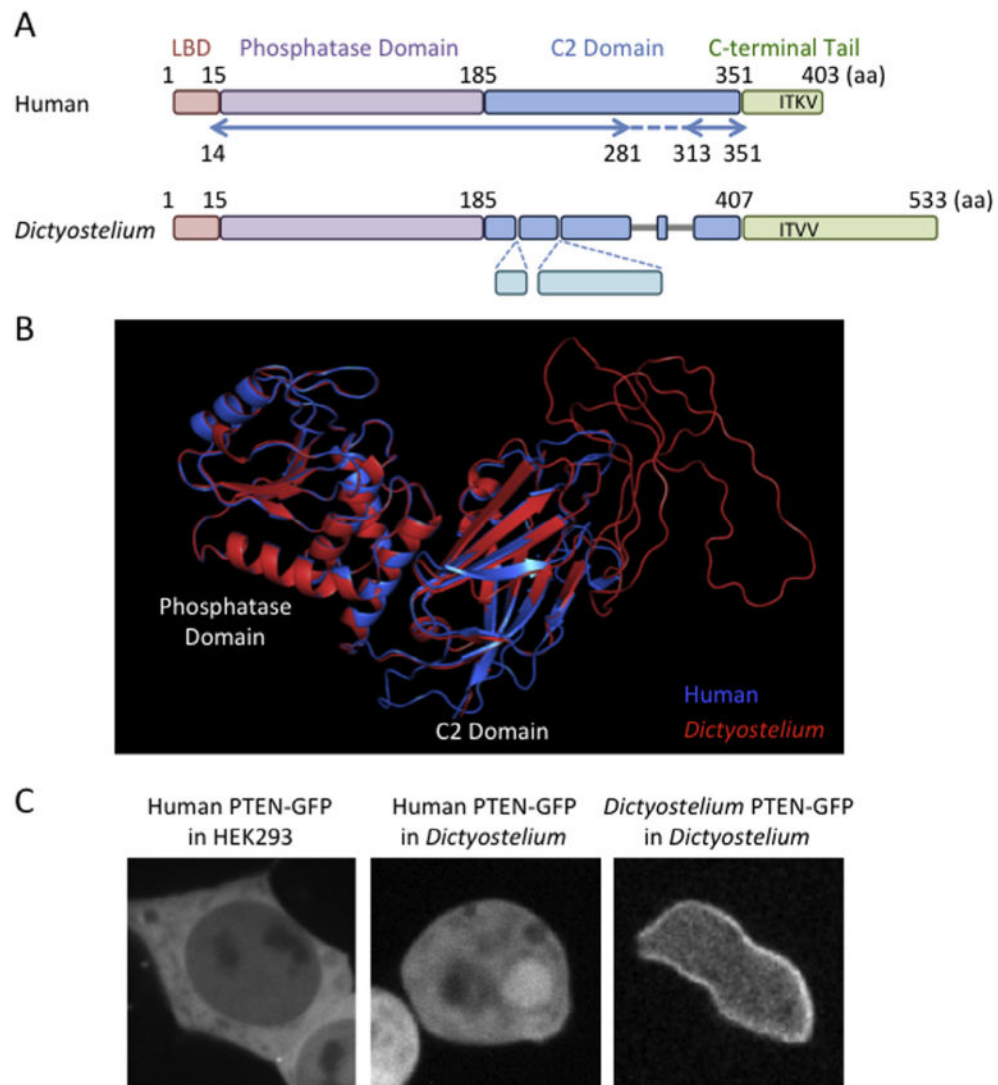 A
LBD Phosphatase Domain C2 Domain C-terminal Tail
1 15 185 351 403 (aa)
Human ITKV
14 281 313 351
1 15 185 407 533 (aa)
Dictyostelium ITVV
B
Phosphatase
Domain
C2 Domain
Human
Dictyostelium
C
Human PTEN-GFP
in HEK293
Human PTEN-GFP
in Dictyostelium
Dictyostelium PTEN-GFP
in Dictyostelium